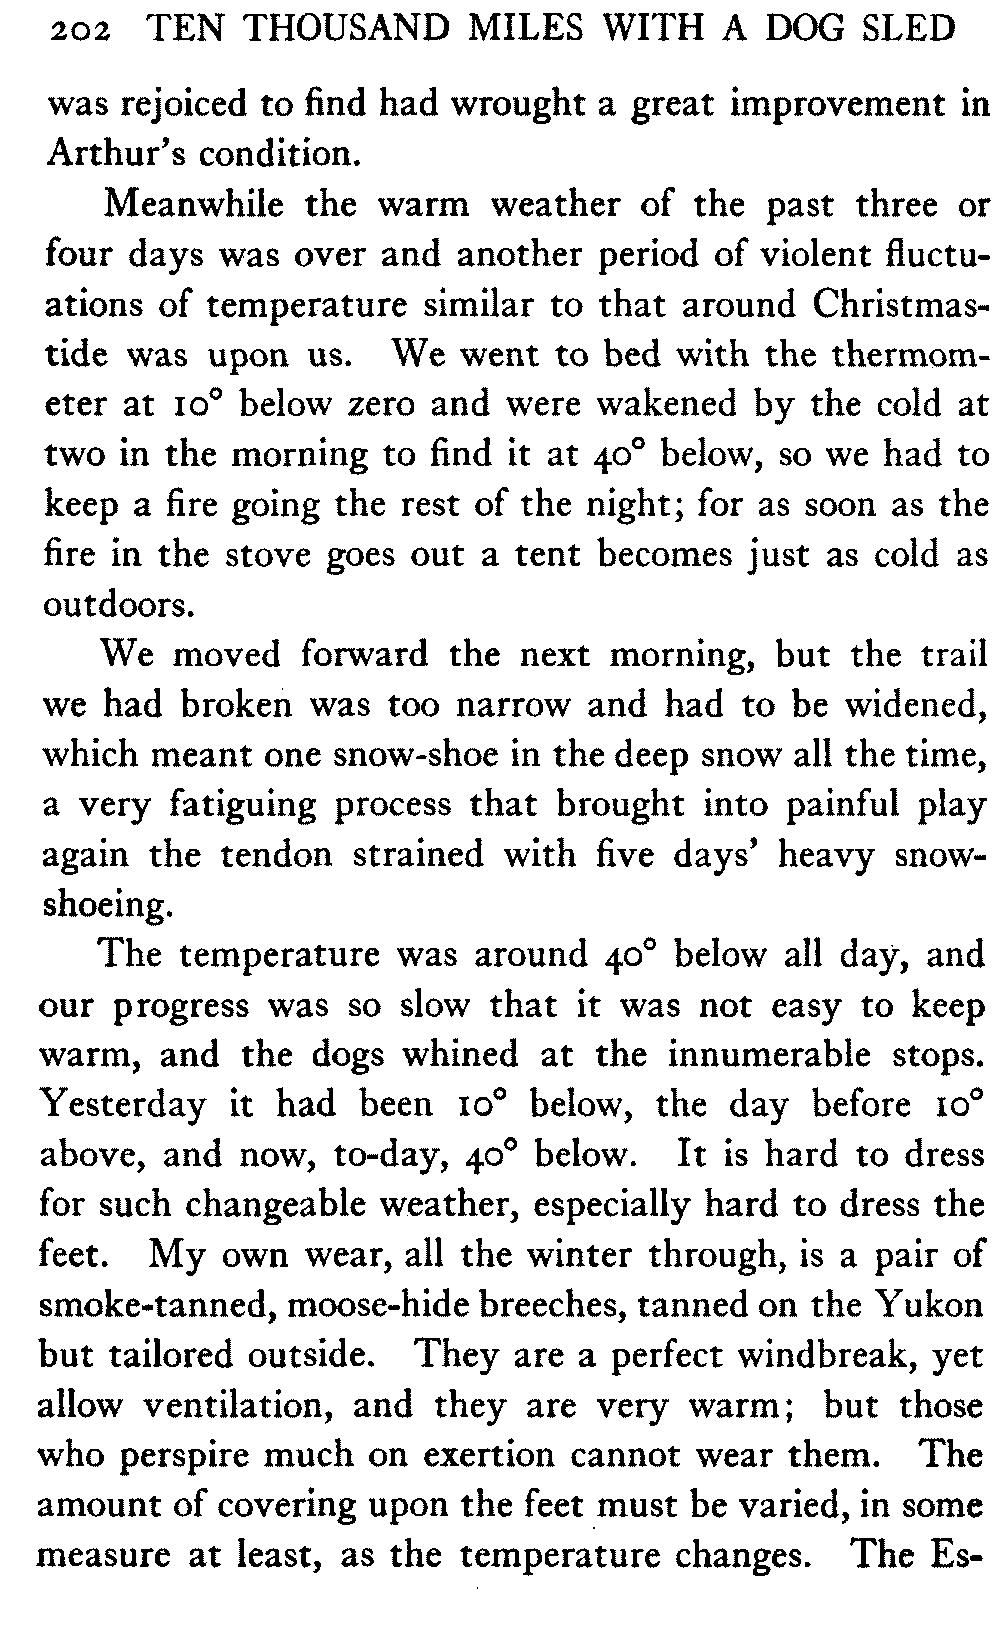 202 TEN THOUSAND MILES WITH A DOG SLED
was rejoiced to find had wrought a great improvement in
Arthur's condition.
Meanwhile the warm weather of the past three or
four days was over and another period of violent fluctu-
ations of temperature similar to that around Christmas-
tide was upon us. We went to bed with the thermom-
eter at 10° below zero and were wakened by the cold at
two in the morning to find it at 40° below, so we had to
keep a fire going the rest of the night; for as soon as the
fire in the stove goes out a tent becomes just as cold as
outdoors.
We moved forward the next morning, but the trail
we had broken was too narrow and had to be widened,
which meant one snow-shoe in the deep snow all the time,
a very fatiguing process that brought into painful play
again the tendon strained with five days' heavy snow-
shoeing.
The temperature was around 40° below all day, and
our progress was so slow that it was not easy to keep
warm, and the dogs whined at the innumerable stops.
Yesterday it had been 10° below, the day before 10°
above, and now, to-day, 40° below. It is hard to dress
for such changeable weather, especially hard to dress the
feet. My own wear, all the winter through, is a pair of
smoke-tanned, moose-hide breeches, tanned on the Yukon
but tailored outside. They are a perfect windbreak, yet
allow ventilation, and they are very warm; but those
who perspire much on exertion cannot wear them. The
amount of covering upon the feet must be varied, in some
measure at least, as the temperature changes. The Es-